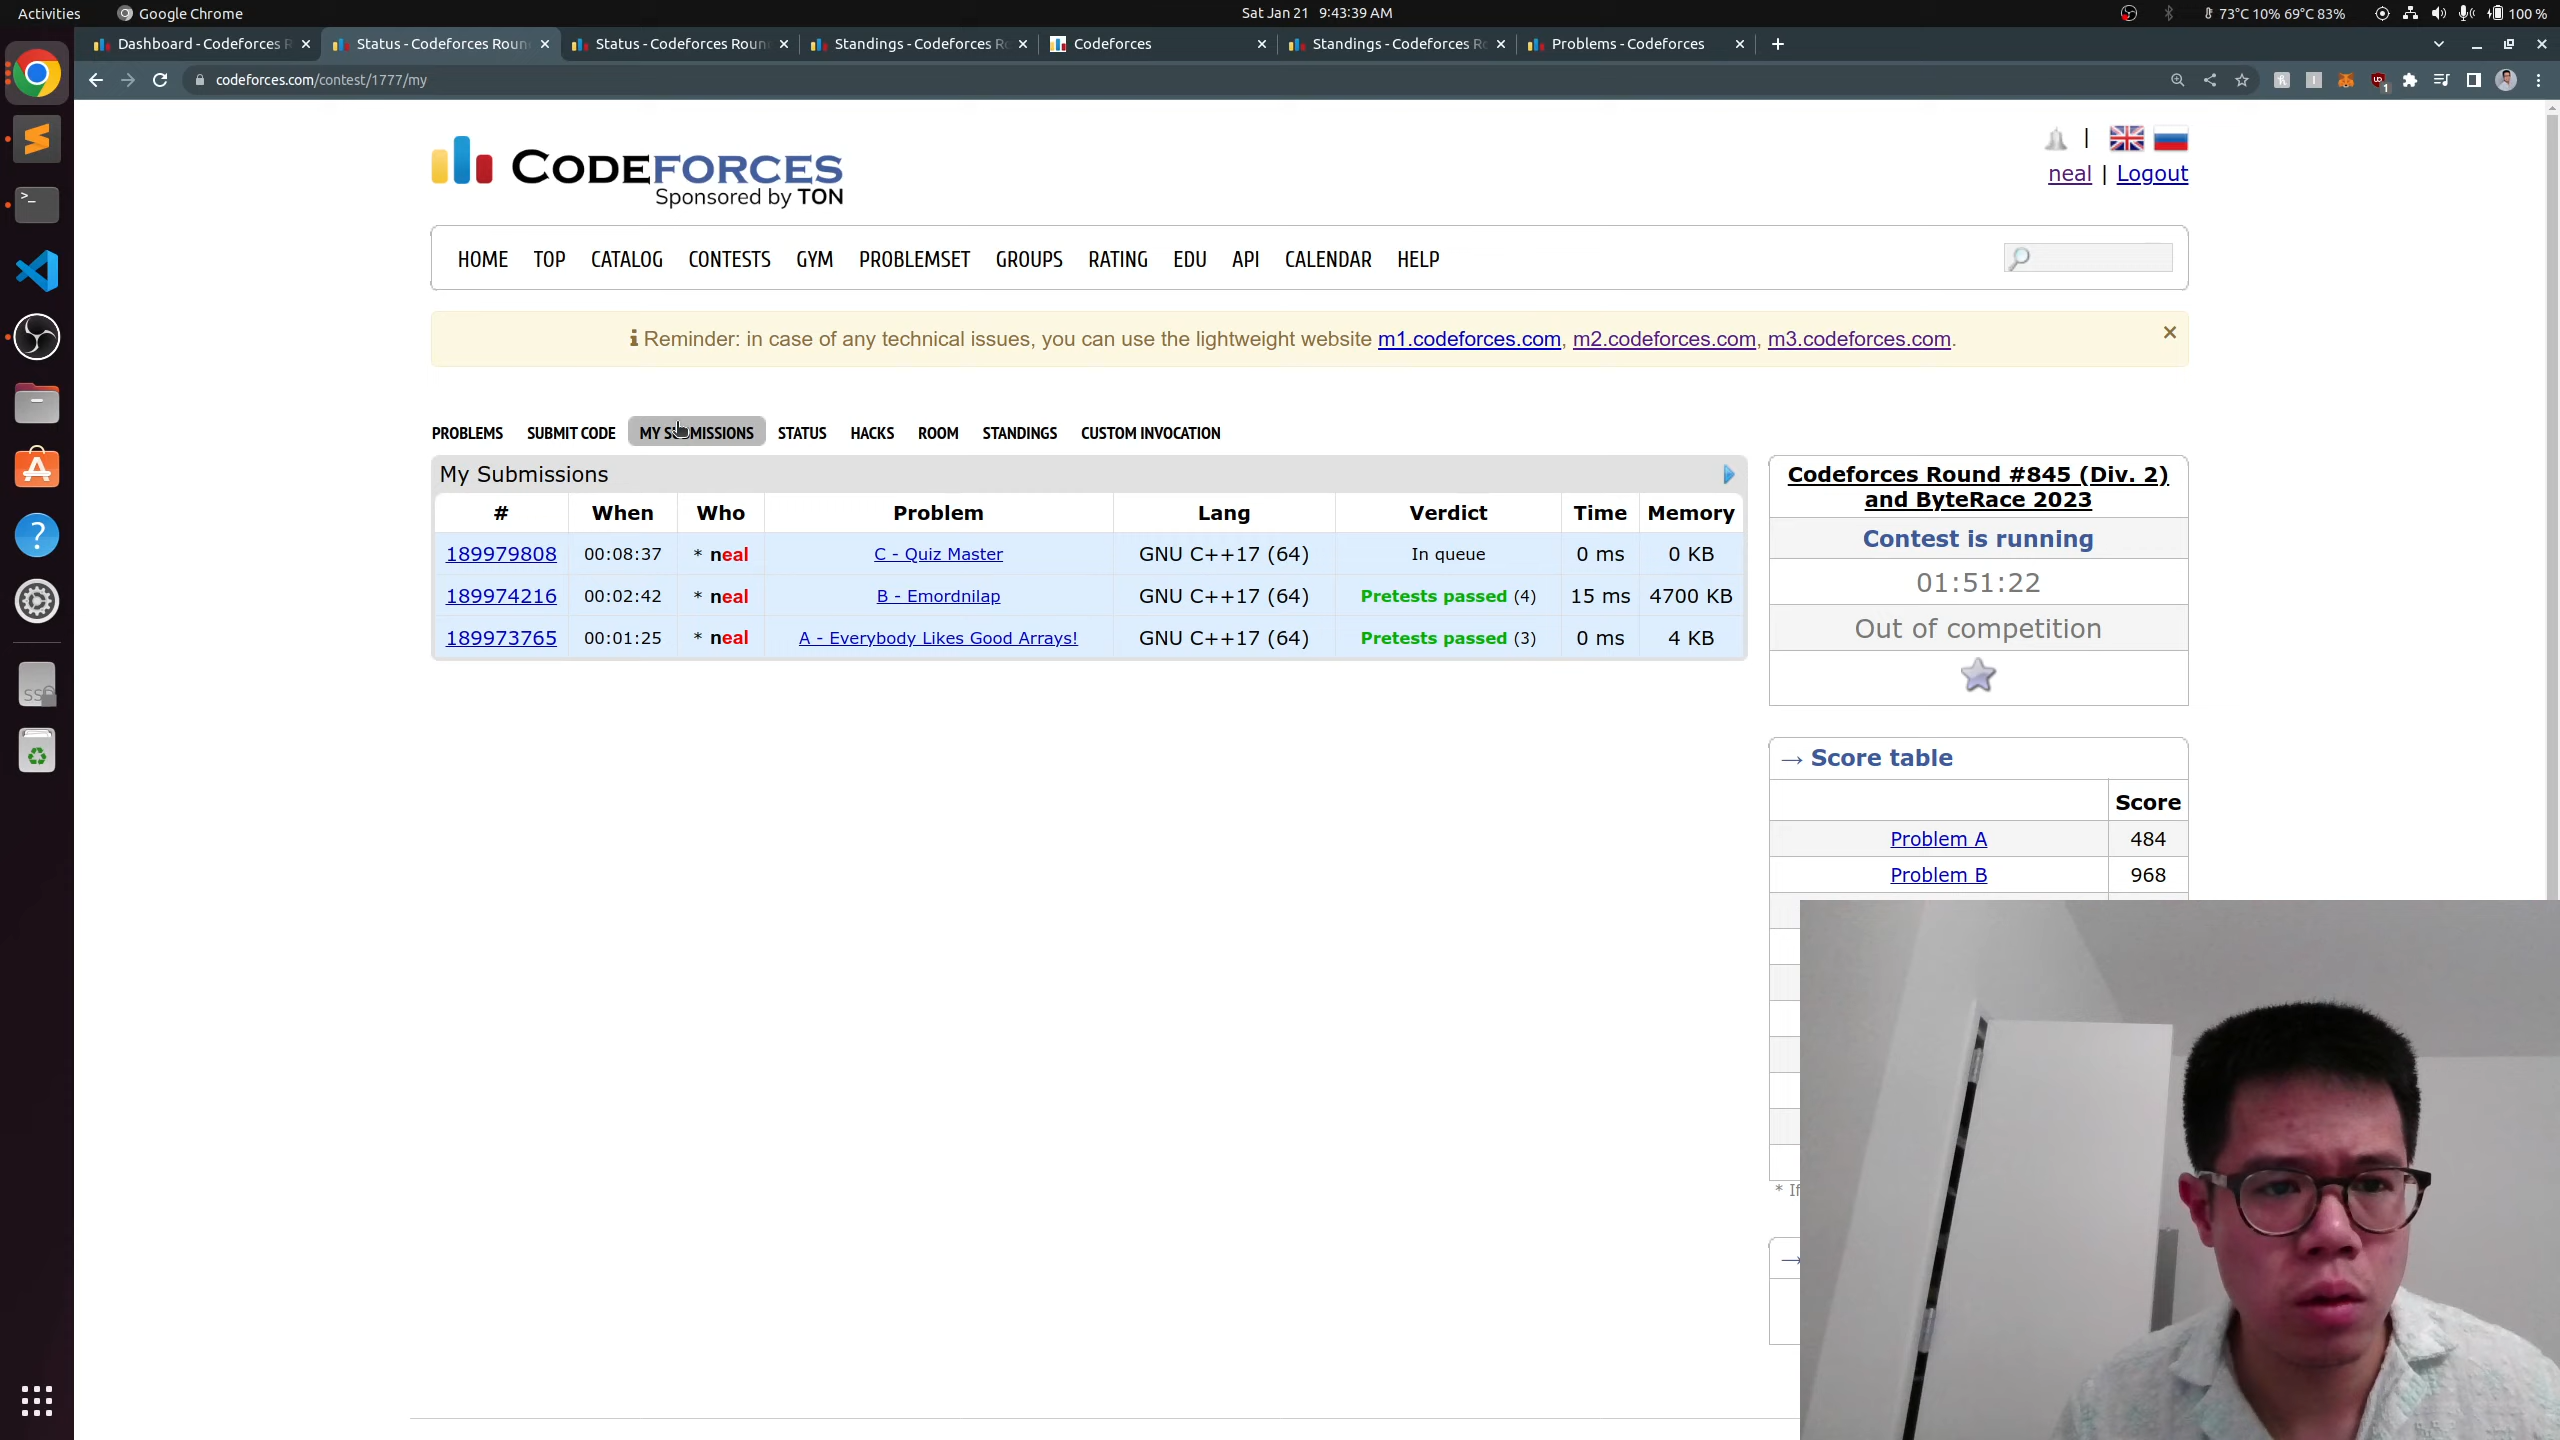 Activities
Google Chrome
Sat Jan 21 9:43:39 AM
73°C 10% 69°C 83%
100 %
Dashboard - Codeforces R
Status - Codeforces Roun
Status - Codeforces Roun
Standings - Codeforces Ro
Codeforces
Standings - Codeforces Ro
Problems - Codeforces
codeforces.com/contest/1777/my
CODEFORCES
Sponsored by TON
neal | Logout
HOME TOP CATALOG CONTESTS GYM PROBLEMSET GROUPS RATING EDU API CALENDAR HELP
Reminder: in case of any technical issues, you can use the lightweight website m1.codeforces.com, m2.codeforces.com, m3.codeforces.com.
PROBLEMS SUBMIT CODE MY SUBMISSIONS STATUS HACKS ROOM STANDINGS CUSTOM INVOCATION
My Submissions
# When Who Problem Lang Verdict Time Memory
189979808 00:08:37 * neal C - Quiz Master GNU C++17 (64) In queue 0 ms 0 KB
189974216 00:02:42 * neal B - Emordnilap GNU C++17 (64) Pretests passed (4) 15 ms 4700 KB
189973765 00:01:25 * neal A - Everybody Likes Good Arrays! GNU C++17 (64) Pretests passed (3) 0 ms 4 KB
Codeforces Round #845 (Div. 2)
and ByteRace 2023
Contest is running
01:51:22
Out of competition
→ Score table
Score
Problem A 484
Problem B 968
* If